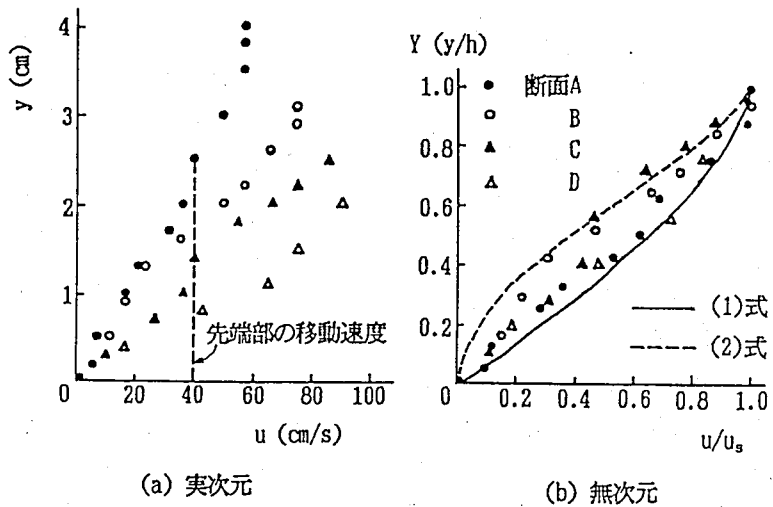 y (cm)
4
3
2
1
0
0 20 40 60 80 100
u (cm/s)
先端部の移動速度
(a) 実次元
Y (y/h)
1.0
0.8
0.6
0.4
0.2
0
0.2 0.4 0.6 0.8 1.0
u/uₛ
断面A
B
C
D
(1)式
(2)式
(b) 無次元